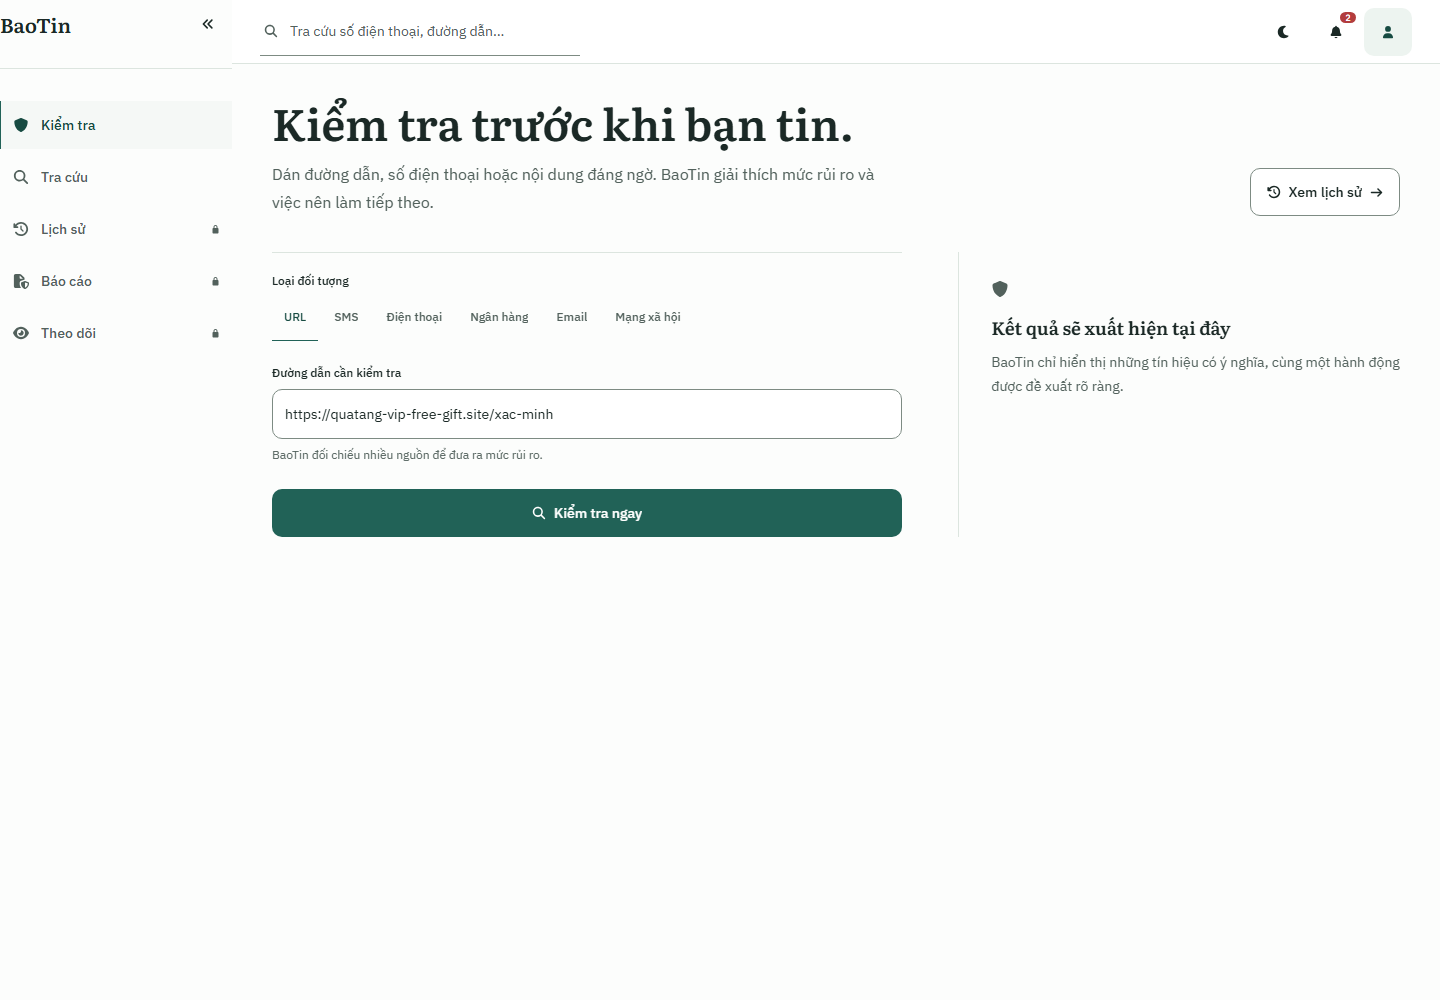 BaoTin
Tra cứu số điện thoại, đường dẫn...
2
Kiểm tra
Tra cứu
Lịch sử
Báo cáo
Theo dõi
Kiểm tra trước khi bạn tin.
Dán đường dẫn, số điện thoại hoặc nội dung đáng ngờ. BaoTin giải thích mức rủi ro và
việc nên làm tiếp theo.
Xem lịch sử
Loại đối tượng
URL SMS Điện thoại Ngân hàng Email Mạng xã hội
Đường dẫn cần kiểm tra
https://quatang-vip-free-gift.site/xac-minh
BaoTin đối chiếu nhiều nguồn để đưa ra mức rủi ro.
Kiểm tra ngay
Kết quả sẽ xuất hiện tại đây
BaoTin chỉ hiển thị những tín hiệu có ý nghĩa, cùng một hành động
được đề xuất rõ ràng.